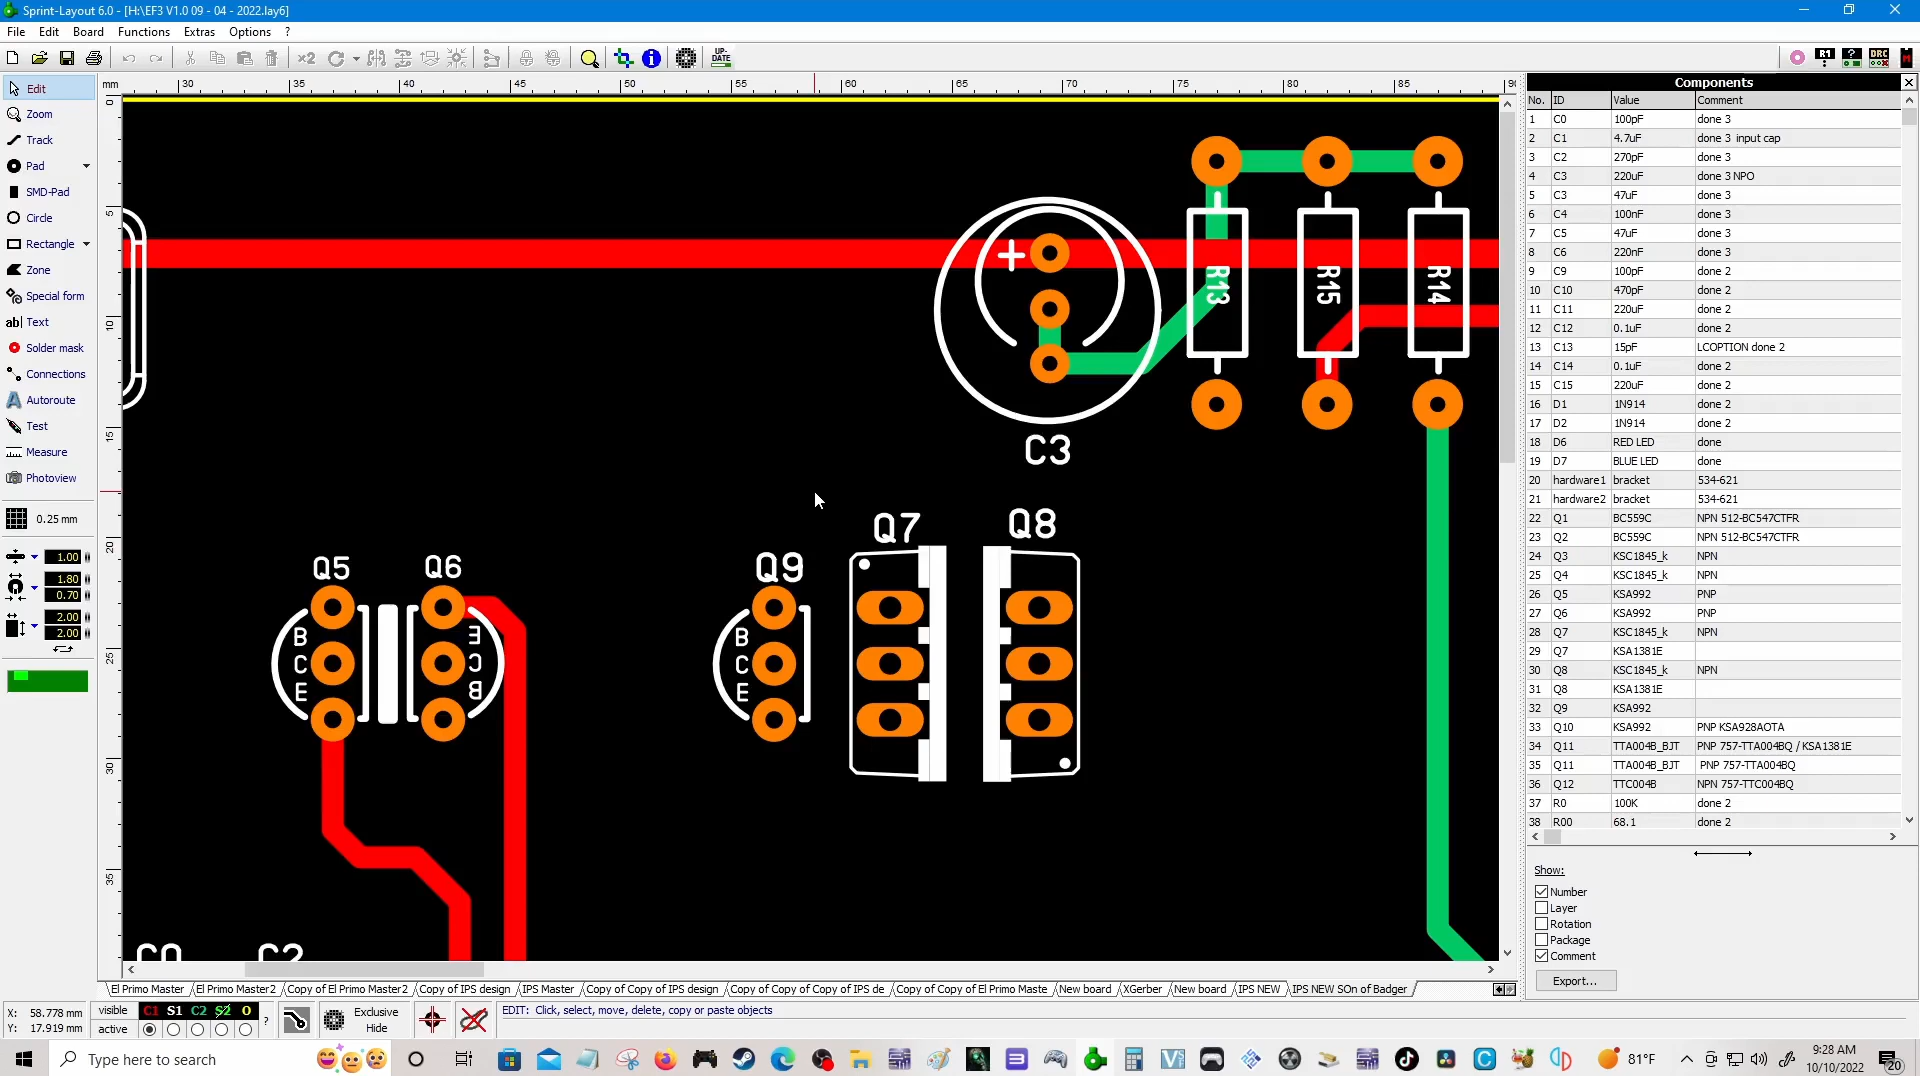 Sprint-Layout 6.0 - [H:\EF3 V1.0 09 - 04 - 2022.lay6]
File Edit Board Functions Extras Options ?
x2 UP-DATE R1 DRC
Edit
Zoom
Track
Pad
SMD-Pad
Circle
Rectangle
Zone
Special form
ab| Text
Solder mask
Connections
Autoroute
Test
Measure
Photoview
0.25 mm
1.00
1.80
0.70
2.00
2.00
mm 30 35 40 45 50 55 60 65 70 75 80 85 90
0
5
10
15
20
25
30
35
+
C3
R13 R15 R14
Q5 Q6 Q9 Q7 Q8
B C E
E C B
B C E
C0 C2
Components
No. ID Value Comment
1 C0 100pF done 3
2 C1 4.7uF done 3 input cap
3 C2 270pF done 3
4 C3 220uF done 3 NPO
5 C3 47uF done 3
6 C4 100nF done 3
7 C5 47uF done 3
8 C6 220nF done 3
9 C9 100pF done 2
10 C10 470pF done 2
11 C11 220uF done 2
12 C12 0.1uF done 2
13 C13 15pF LCOPTION done 2
14 C14 0.1uF done 2
15 C15 220uF done 2
16 D1 1N914 done 2
17 D2 1N914 done 2
18 D6 RED LED done
19 D7 BLUE LED done
20 hardware1 bracket 534-621
21 hardware2 bracket 534-621
22 Q1 BC559C NPN 512-BC547CTFR
23 Q2 BC559C NPN 512-BC547CTFR
24 Q3 KSC1845_k NPN
25 Q4 KSC1845_k NPN
26 Q5 KSA992 PNP
27 Q6 KSA992 PNP
28 Q7 KSC1845_k NPN
29 Q7 KSA1381E
30 Q8 KSC1845_k NPN
31 Q8 KSA1381E
32 Q9 KSA992
33 Q10 KSA992 PNP KSA928AOTA
34 Q11 TTA004B_BJT PNP 757-TTA004BQ / KSA1381E
35 Q11 TTA004B_BJT PNP 757-TTA004BQ
36 Q12 TTC004B NPN 757-TTC004BQ
37 R0 100K done 2
38 R00 68.1 done 2
Show:
Number
Layer
Rotation
Package
Comment
Export...
El Primo Master El Primo Master2 Copy of El Primo Master2 Copy of IPS design IPS Master Copy of Copy of IPS design Copy of Copy of Copy of IPS de Copy of Copy of El Primo Maste New board XGerber New board IPS NEW IPS NEW SOn of Badger
X: 58.778 mm
Y: 17.919 mm
visible C1 S1 C2 S2 O
active
?
Exclusive
Hide
EDIT: Click, select, move, delete, copy or paste objects
Type here to search
81°F
9:28 AM
10/10/2022
20